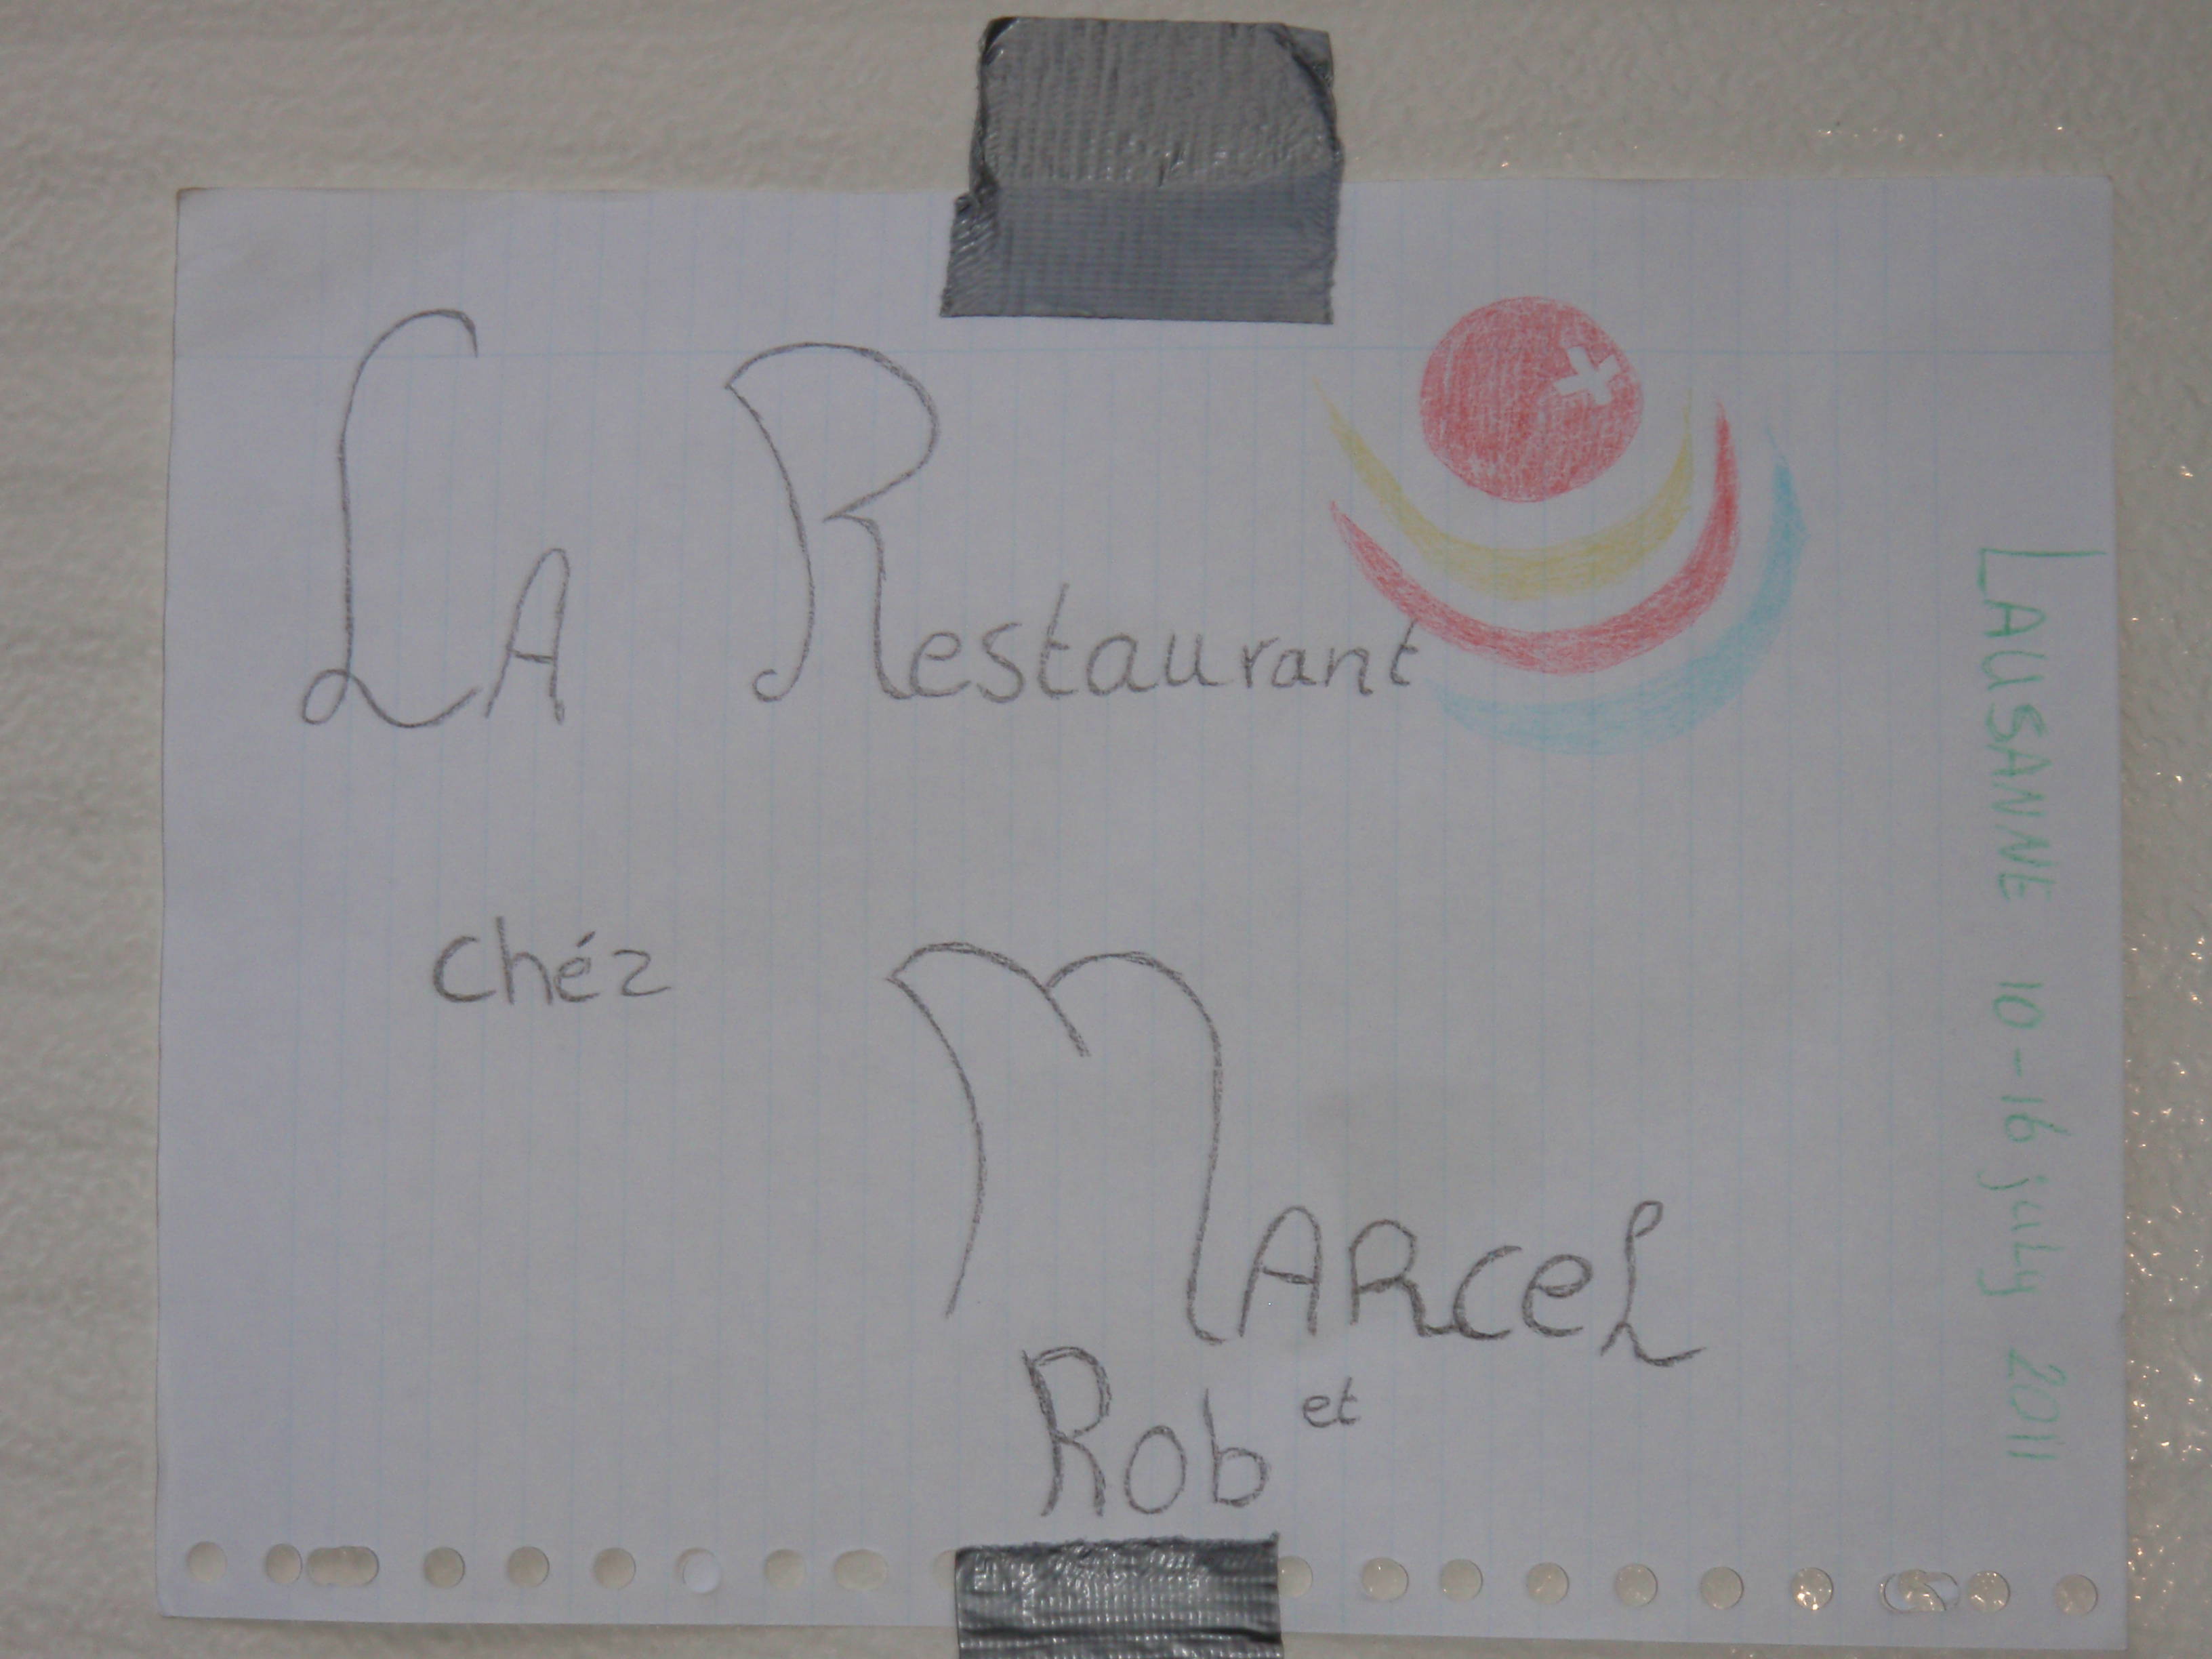 LA Restaurant
chéz
MARCEL
Rob et
LAUSANNE 10-16 july 2011